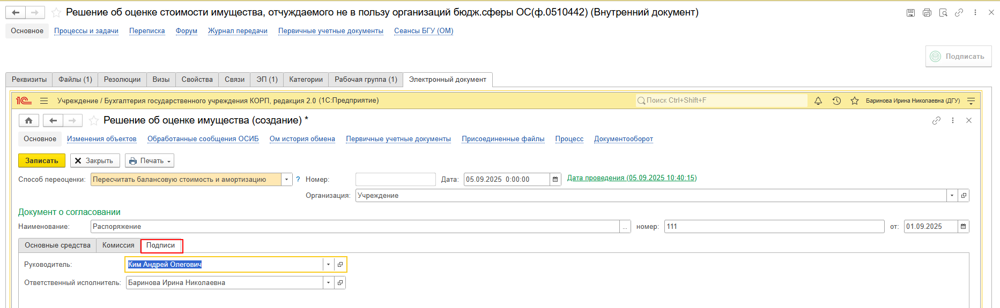 Решение об оценке стоимости имущества, отчуждаемого не в пользу организаций бюдж.сферы ОС(ф.0510442) (Внутренний документ)
Основное Процессы и задачи Переписка Форум Журнал передачи Первичные учетные документы Сеансы БГУ (ОМ)
Подписать
Реквизиты Файлы (1) Резолюции Визы Свойства Связи ЭП (1) Категории Рабочая группа (1) Электронный документ
1С Учреждение / Бухгалтерия государственного учреждения КОРП, редакция 2.0 (1С:Предприятие) Поиск Ctrl+Shift+F Баринова Ирина Николаевна (ДГУ)
Решение об оценке имущества (создание) *
Основное Изменения объектов Обработанные сообщения ОСИБ Ом история обмена Первичные учетные документы Присоединенные файлы Процесс Документооборот
Записать Закрыть Печать
Способ переоценки: Пересчитать балансовую стоимость и амортизацию ? Номер: Дата: 05.09.2025 0:00:00 Дата проведения (05.09.2025 10:40:15)
Организация: Учреждение
Документ о согласовании
Наименование: Распоряжение ... номер: 111 от: 01.09.2025
Основные средства Комиссия Подписи
Руководитель: Ким Андрей Олегович
Ответственный исполнитель: Баринова Ирина Николаевна